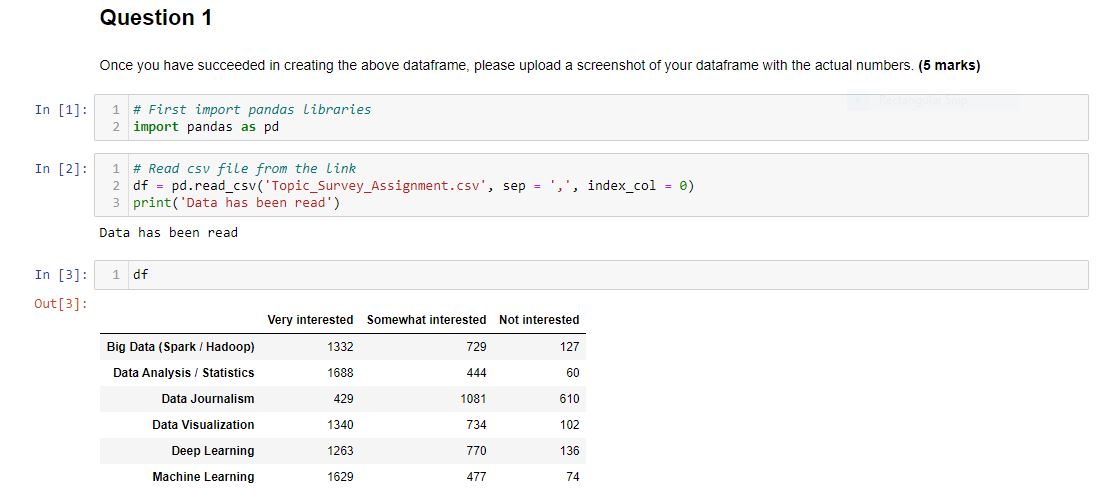 Question 1
Once you have succeeded in creating the above dataframe, please upload a screenshot of your dataframe with the actual numbers. (5 marks)
Rectangular Snip
In [1]: 1 # First import pandas libraries
2 import pandas as pd
In [2]: 1 # Read csv file from the link
2 df = pd.read_csv('Topic_Survey_Assignment.csv', sep = ',', index_col = 0)
3 print('Data has been read')
Data has been read
In [3]: 1 df
Out[3]:
Very interested Somewhat interested Not interested
Big Data (Spark / Hadoop) 1332 729 127
Data Analysis / Statistics 1688 444 60
Data Journalism 429 1081 610
Data Visualization 1340 734 102
Deep Learning 1263 770 136
Machine Learning 1629 477 74